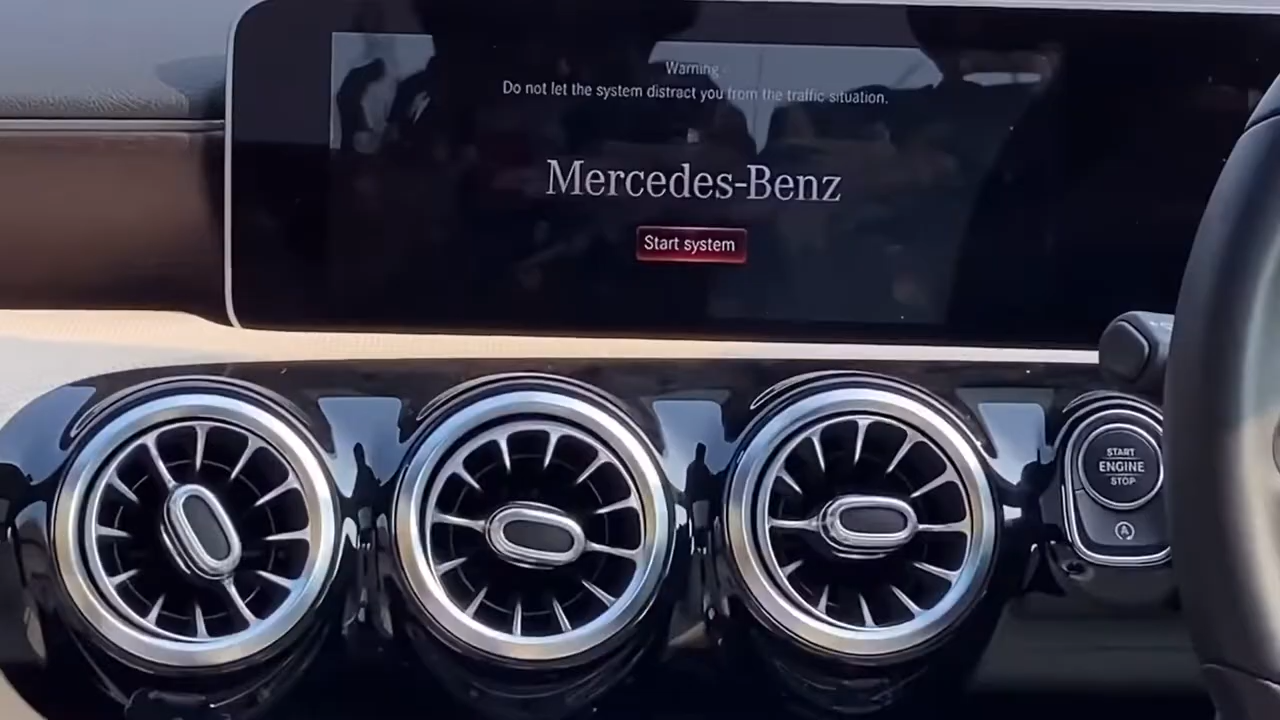 Warning
Do not let the system distract you from the traffic situation.
Mercedes-Benz
Start system
START
ENGINE
STOP
A